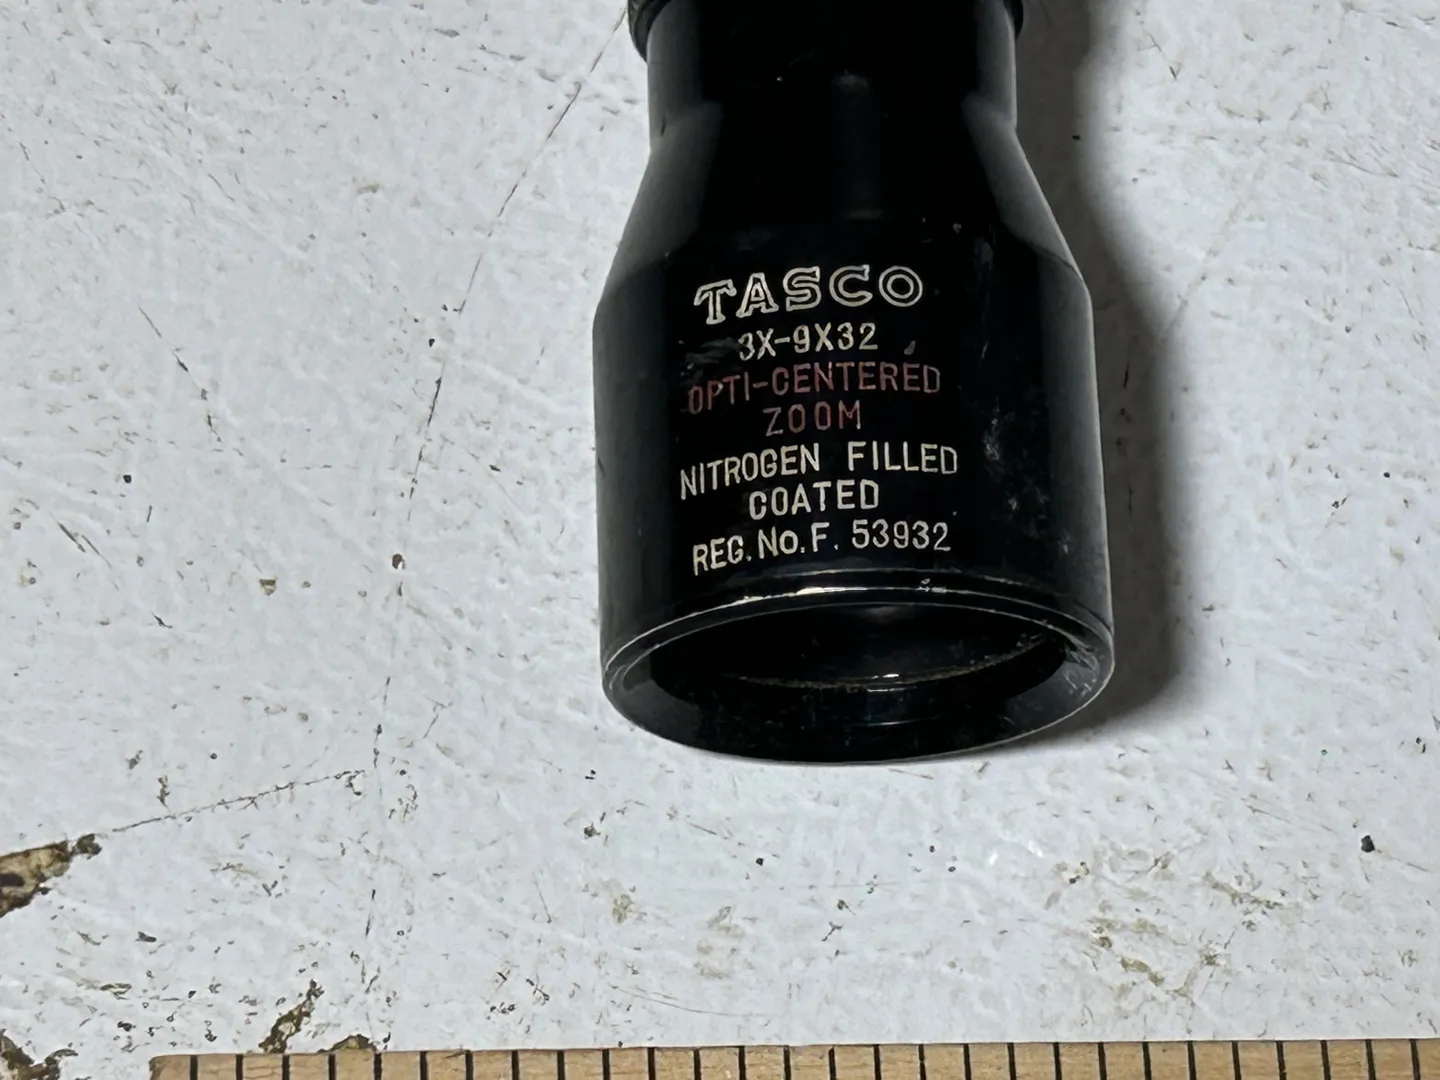 TASCO
3X-9X32
OPTI-CENTERED
ZOOM
NITROGEN FILLED
COATED
REG. No. F. 53932